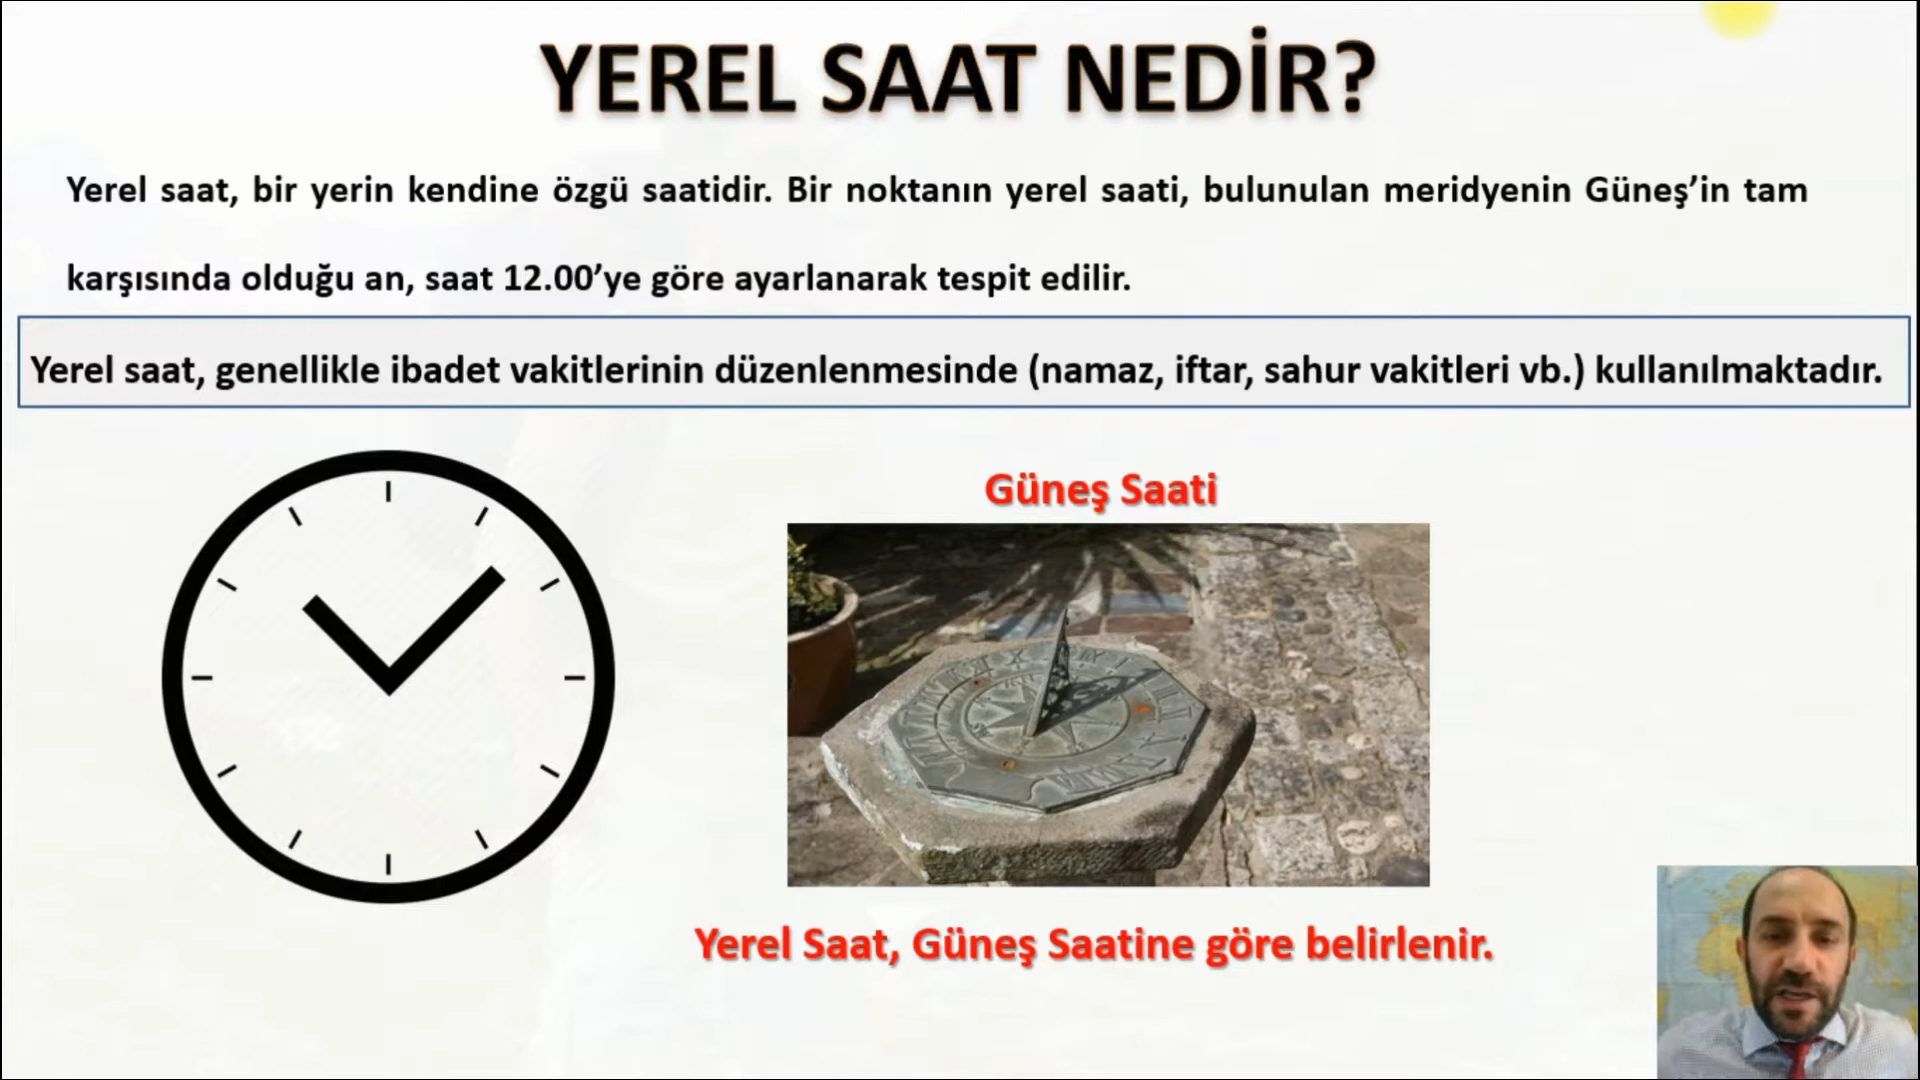 YEREL SAAT NEDİR?
Yerel saat, bir yerin kendine özgü saatidir. Bir noktanın yerel saati, bulunulan meridyenin Güneş’in tam
karşısında olduğu an, saat 12.00’ye göre ayarlanarak tespit edilir.
Yerel saat, genellikle ibadet vakitlerinin düzenlenmesinde (namaz, iftar, sahur vakitleri vb.) kullanılmaktadır.
Güneş Saati
Yerel Saat, Güneş Saatine göre belirlenir.